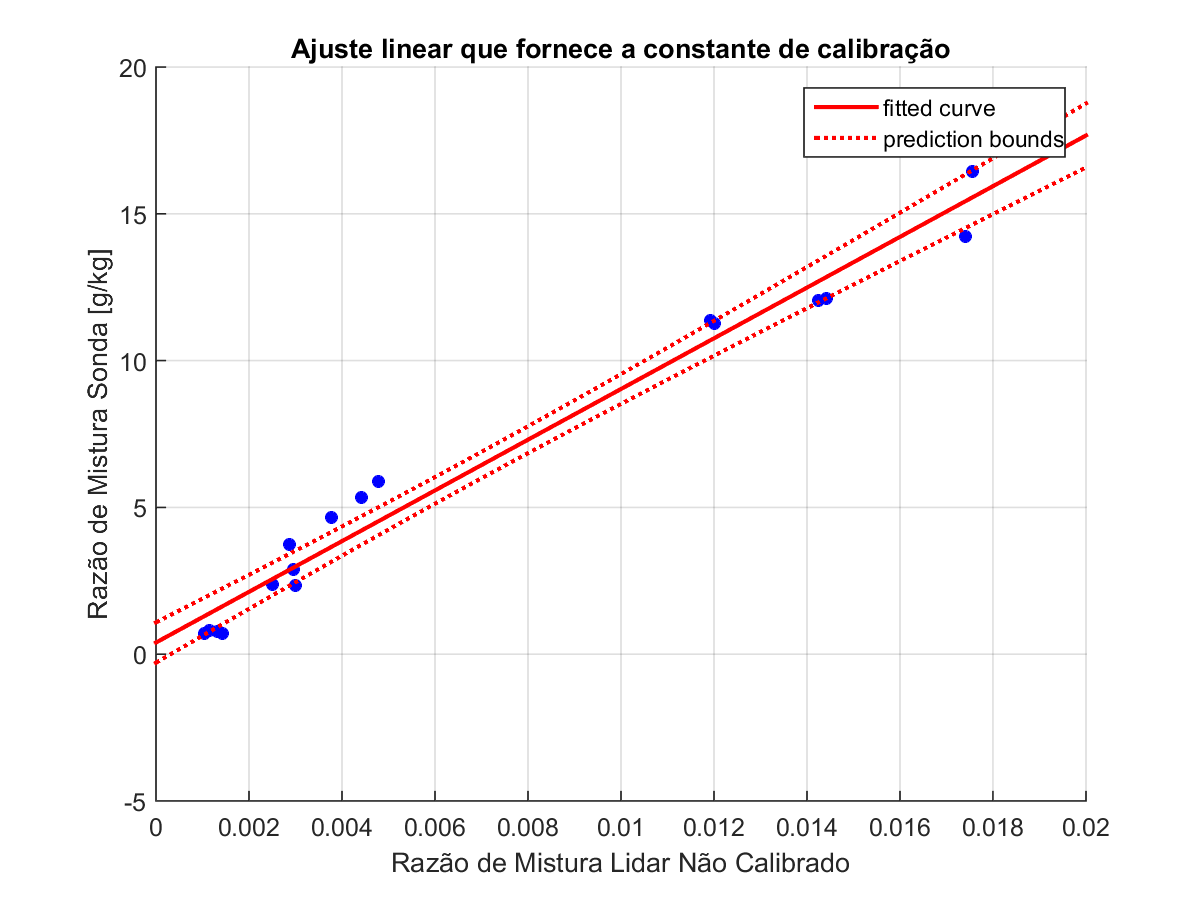 Ajuste linear que fornece a constante de calibração
20
15
10
5
0
-5
fitted curve
prediction bounds
Razão de Mistura Sonda [g/kg]
0 0.002 0.004 0.006 0.008 0.01 0.012 0.014 0.016 0.018 0.02
Razão de Mistura Lidar Não Calibrado